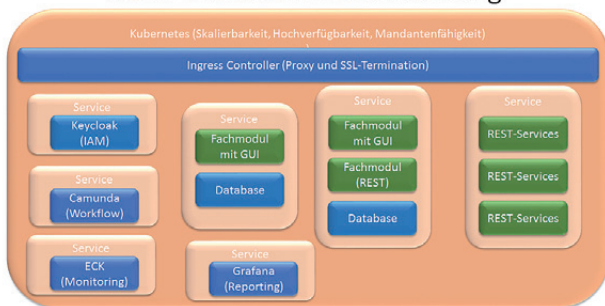 Kubernetes (Skalierbarkeit, Hochverfügbarkeit, Mandantenfähigkeit)
Ingress Controller (Proxy und SSL-Termination)
Service
Keycloak
(IAM)
Service
Camunda
(Workflow)
Service
ECK
(Monitoring)
Service
Fachmodul
mit GUI
Database
Service
Grafana
(Reporting)
Service
Fachmodul
mit GUI
Fachmodul
(REST)
Database
Service
REST-Services
REST-Services
REST-Services